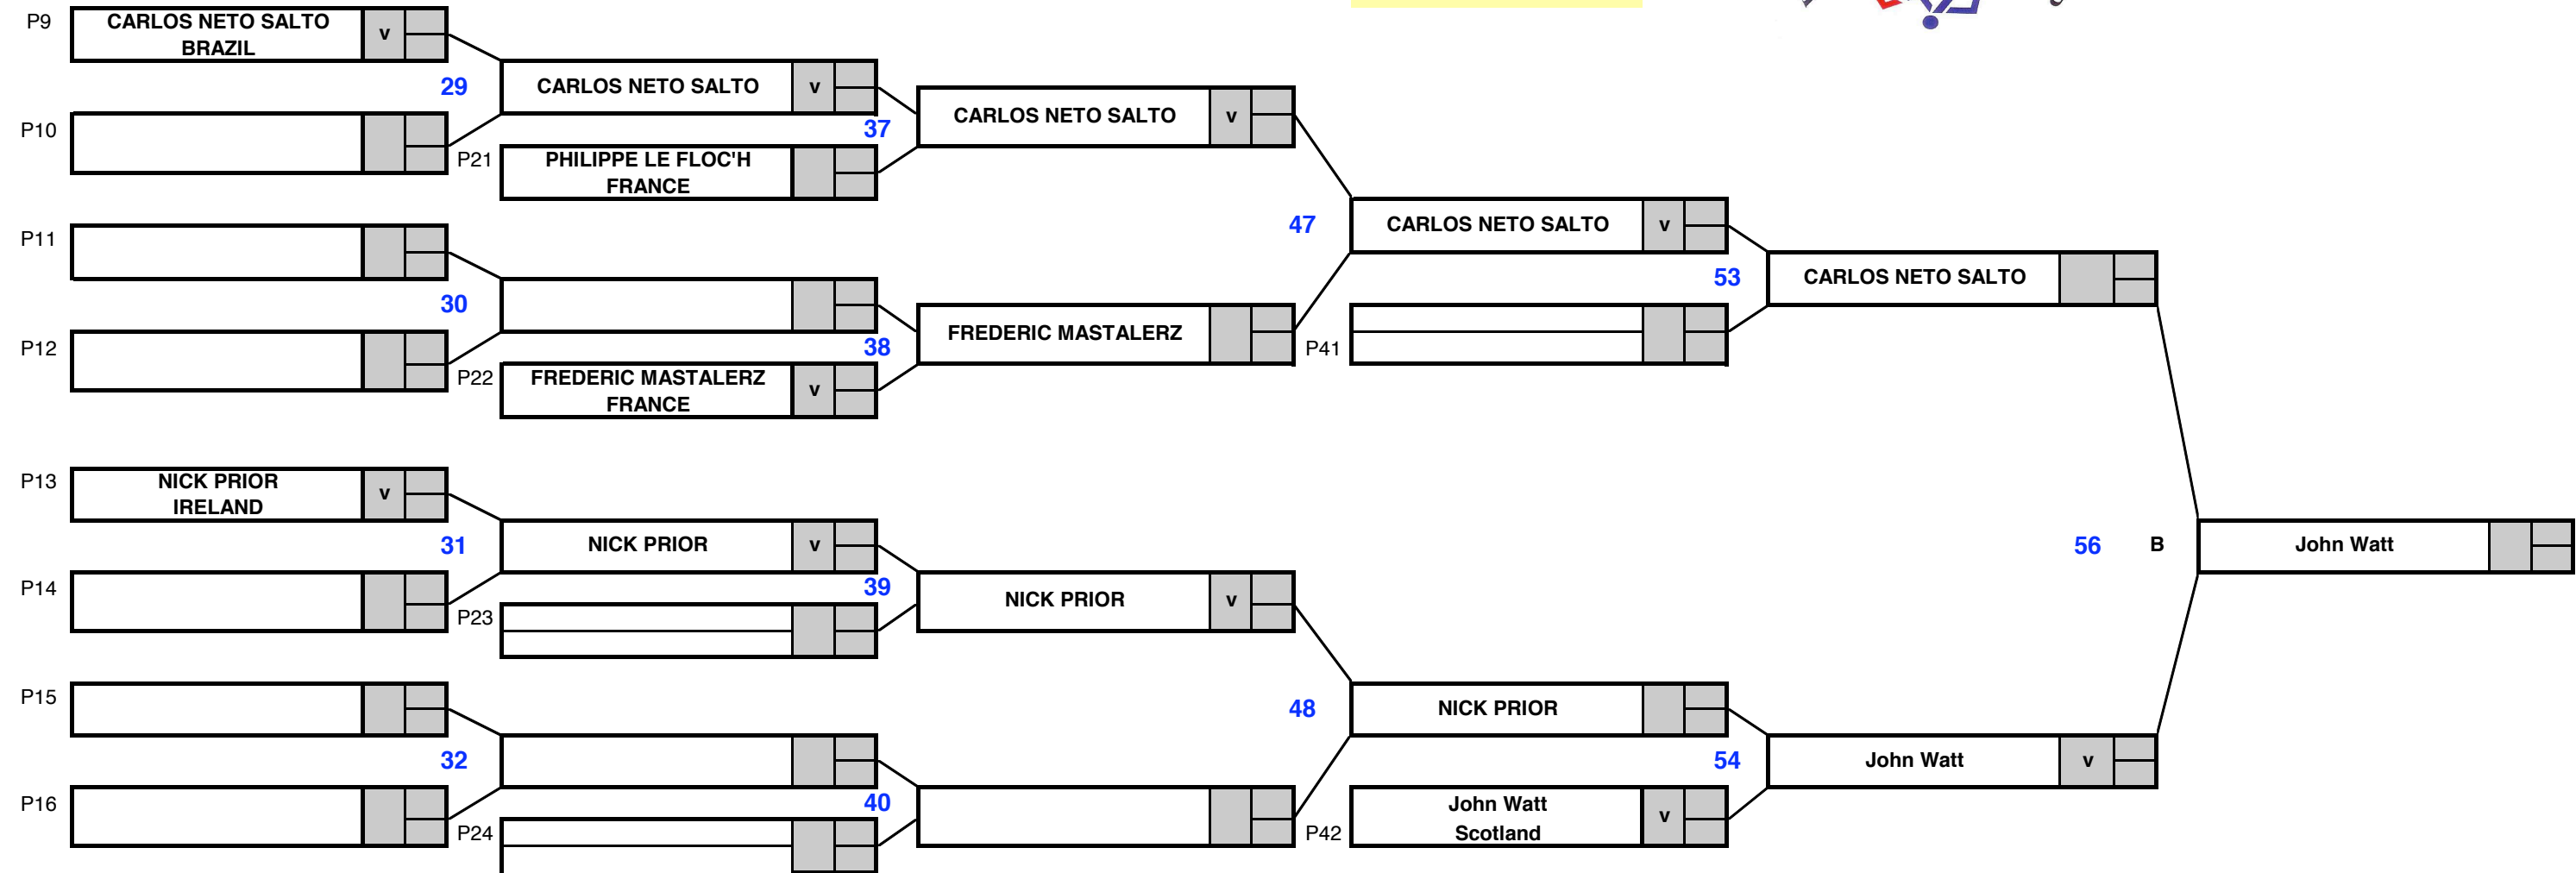 P9 CARLOS NETO SALTO v
BRAZIL
29 CARLOS NETO SALTO v
CARLOS NETO SALTO v
P10
37
P21 PHILIPPE LE FLOC'H
FRANCE
P11
47 CARLOS NETO SALTO v
53 CARLOS NETO SALTO
30
FREDERIC MASTALERZ
P12
38
P41
P22 FREDERIC MASTALERZ v
FRANCE
P13 NICK PRIOR v
IRELAND
31 NICK PRIOR v
56 B John Watt
P14
39
NICK PRIOR v
P23
P15
48 NICK PRIOR
32
54 John Watt v
P16
40
John Watt v
P24
P42
Scotland